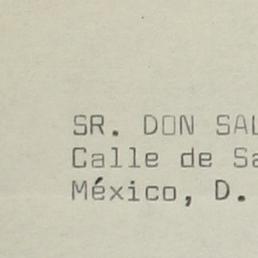 SR. DON SAL
Calle de Sa
México, D.